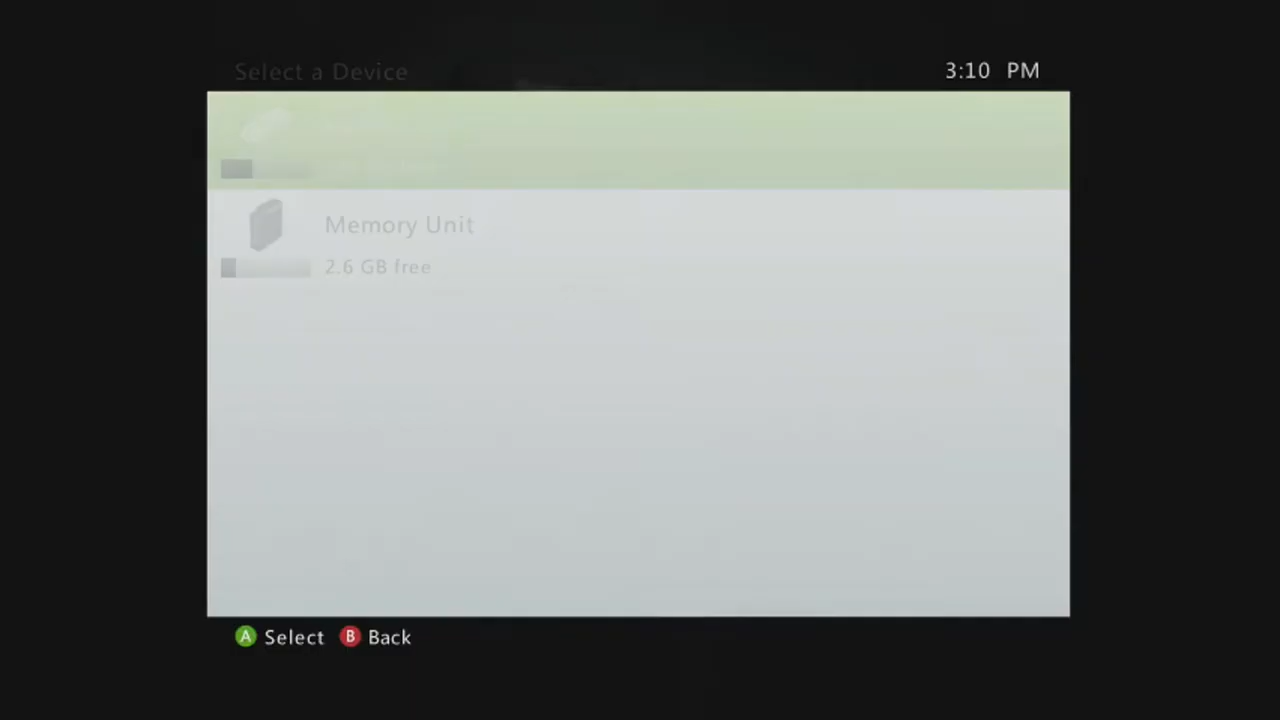 Select a Device
3:10 PM
Memory Unit
2.6 GB free
A Select B Back